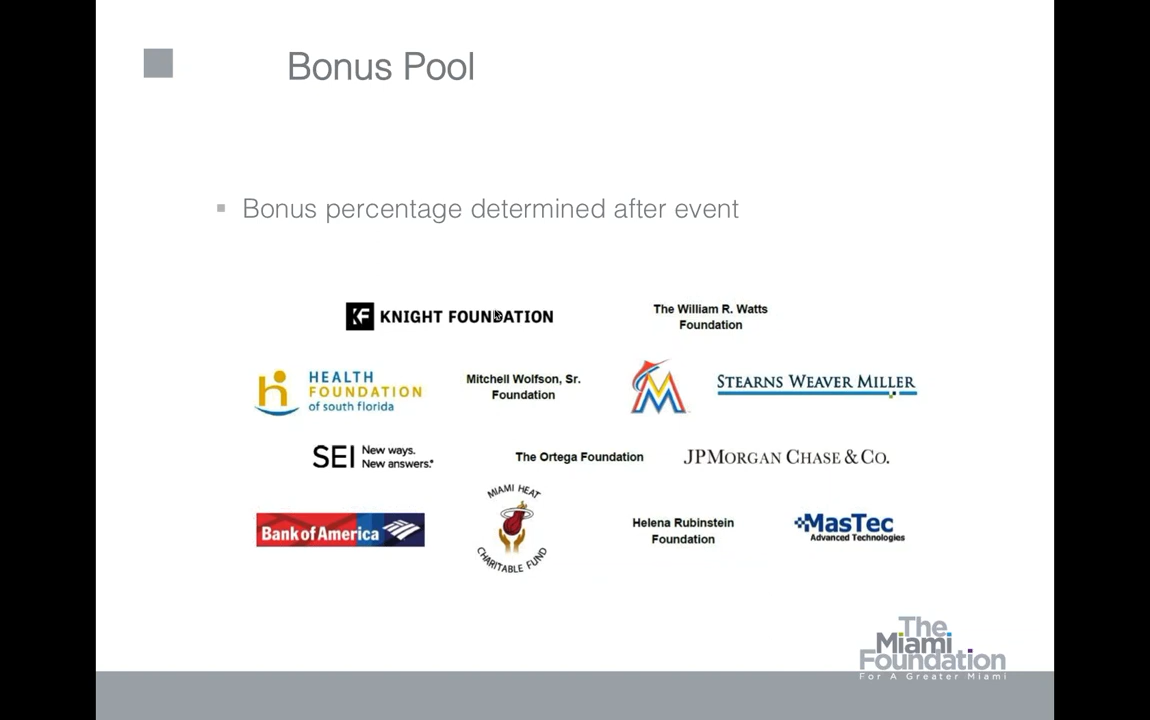 Bonus Pool
Bonus percentage determined after event
KF KNIGHT FOUNDATION
The William R. Watts
Foundation
h HEALTH
FOUNDATION
of south florida
Mitchell Wolfson, Sr.
Foundation
M
STEARNS WEAVER MILLER
SEI New ways.
New answers.®
The Ortega Foundation
JPMORGAN CHASE & CO.
Bank of America
MIAMI HEAT
CHARITABLE FUND
Helena Rubinstein
Foundation
MasTec
Advanced Technologies
The
Miami
Foundation
For A Greater Miami